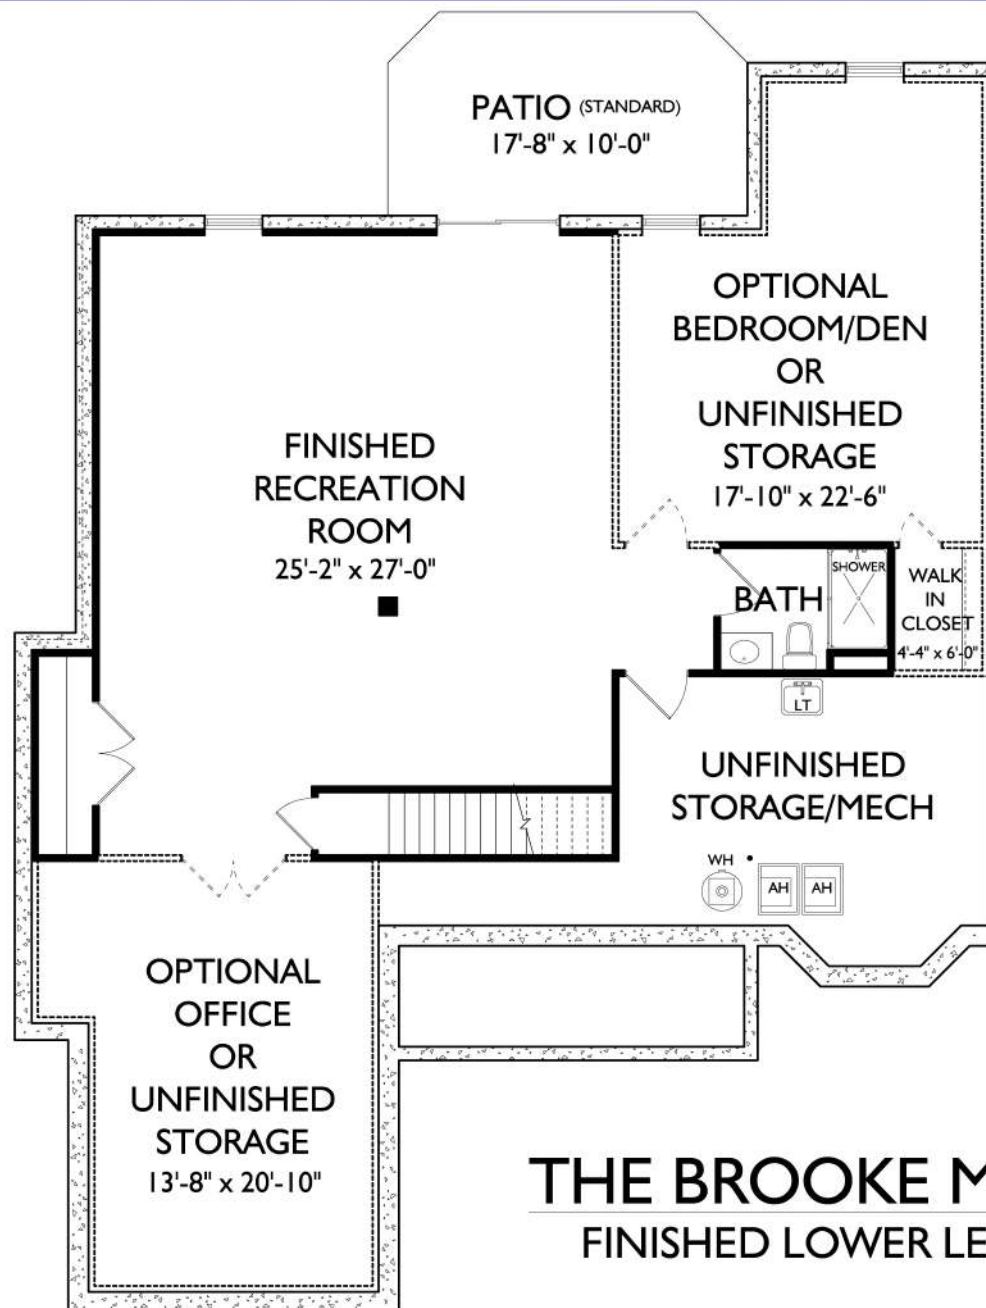 PATIO (STANDARD)
17'-8" x 10'-0"
OPTIONAL
BEDROOM/DEN
OR
UNFINISHED
STORAGE
17'-10" x 22'-6"
FINISHED
RECREATION
ROOM
25'-2" x 27'-0"
SHOWER
BATH
WALK
IN
CLOSET
4'-4" x 6'-0"
LT
UNFINISHED
STORAGE/MECH
WH
AH
AH
OPTIONAL
OFFICE
OR
UNFINISHED
STORAGE
13'-8" x 20'-10"
THE BROOKE M
FINISHED LOWER LE